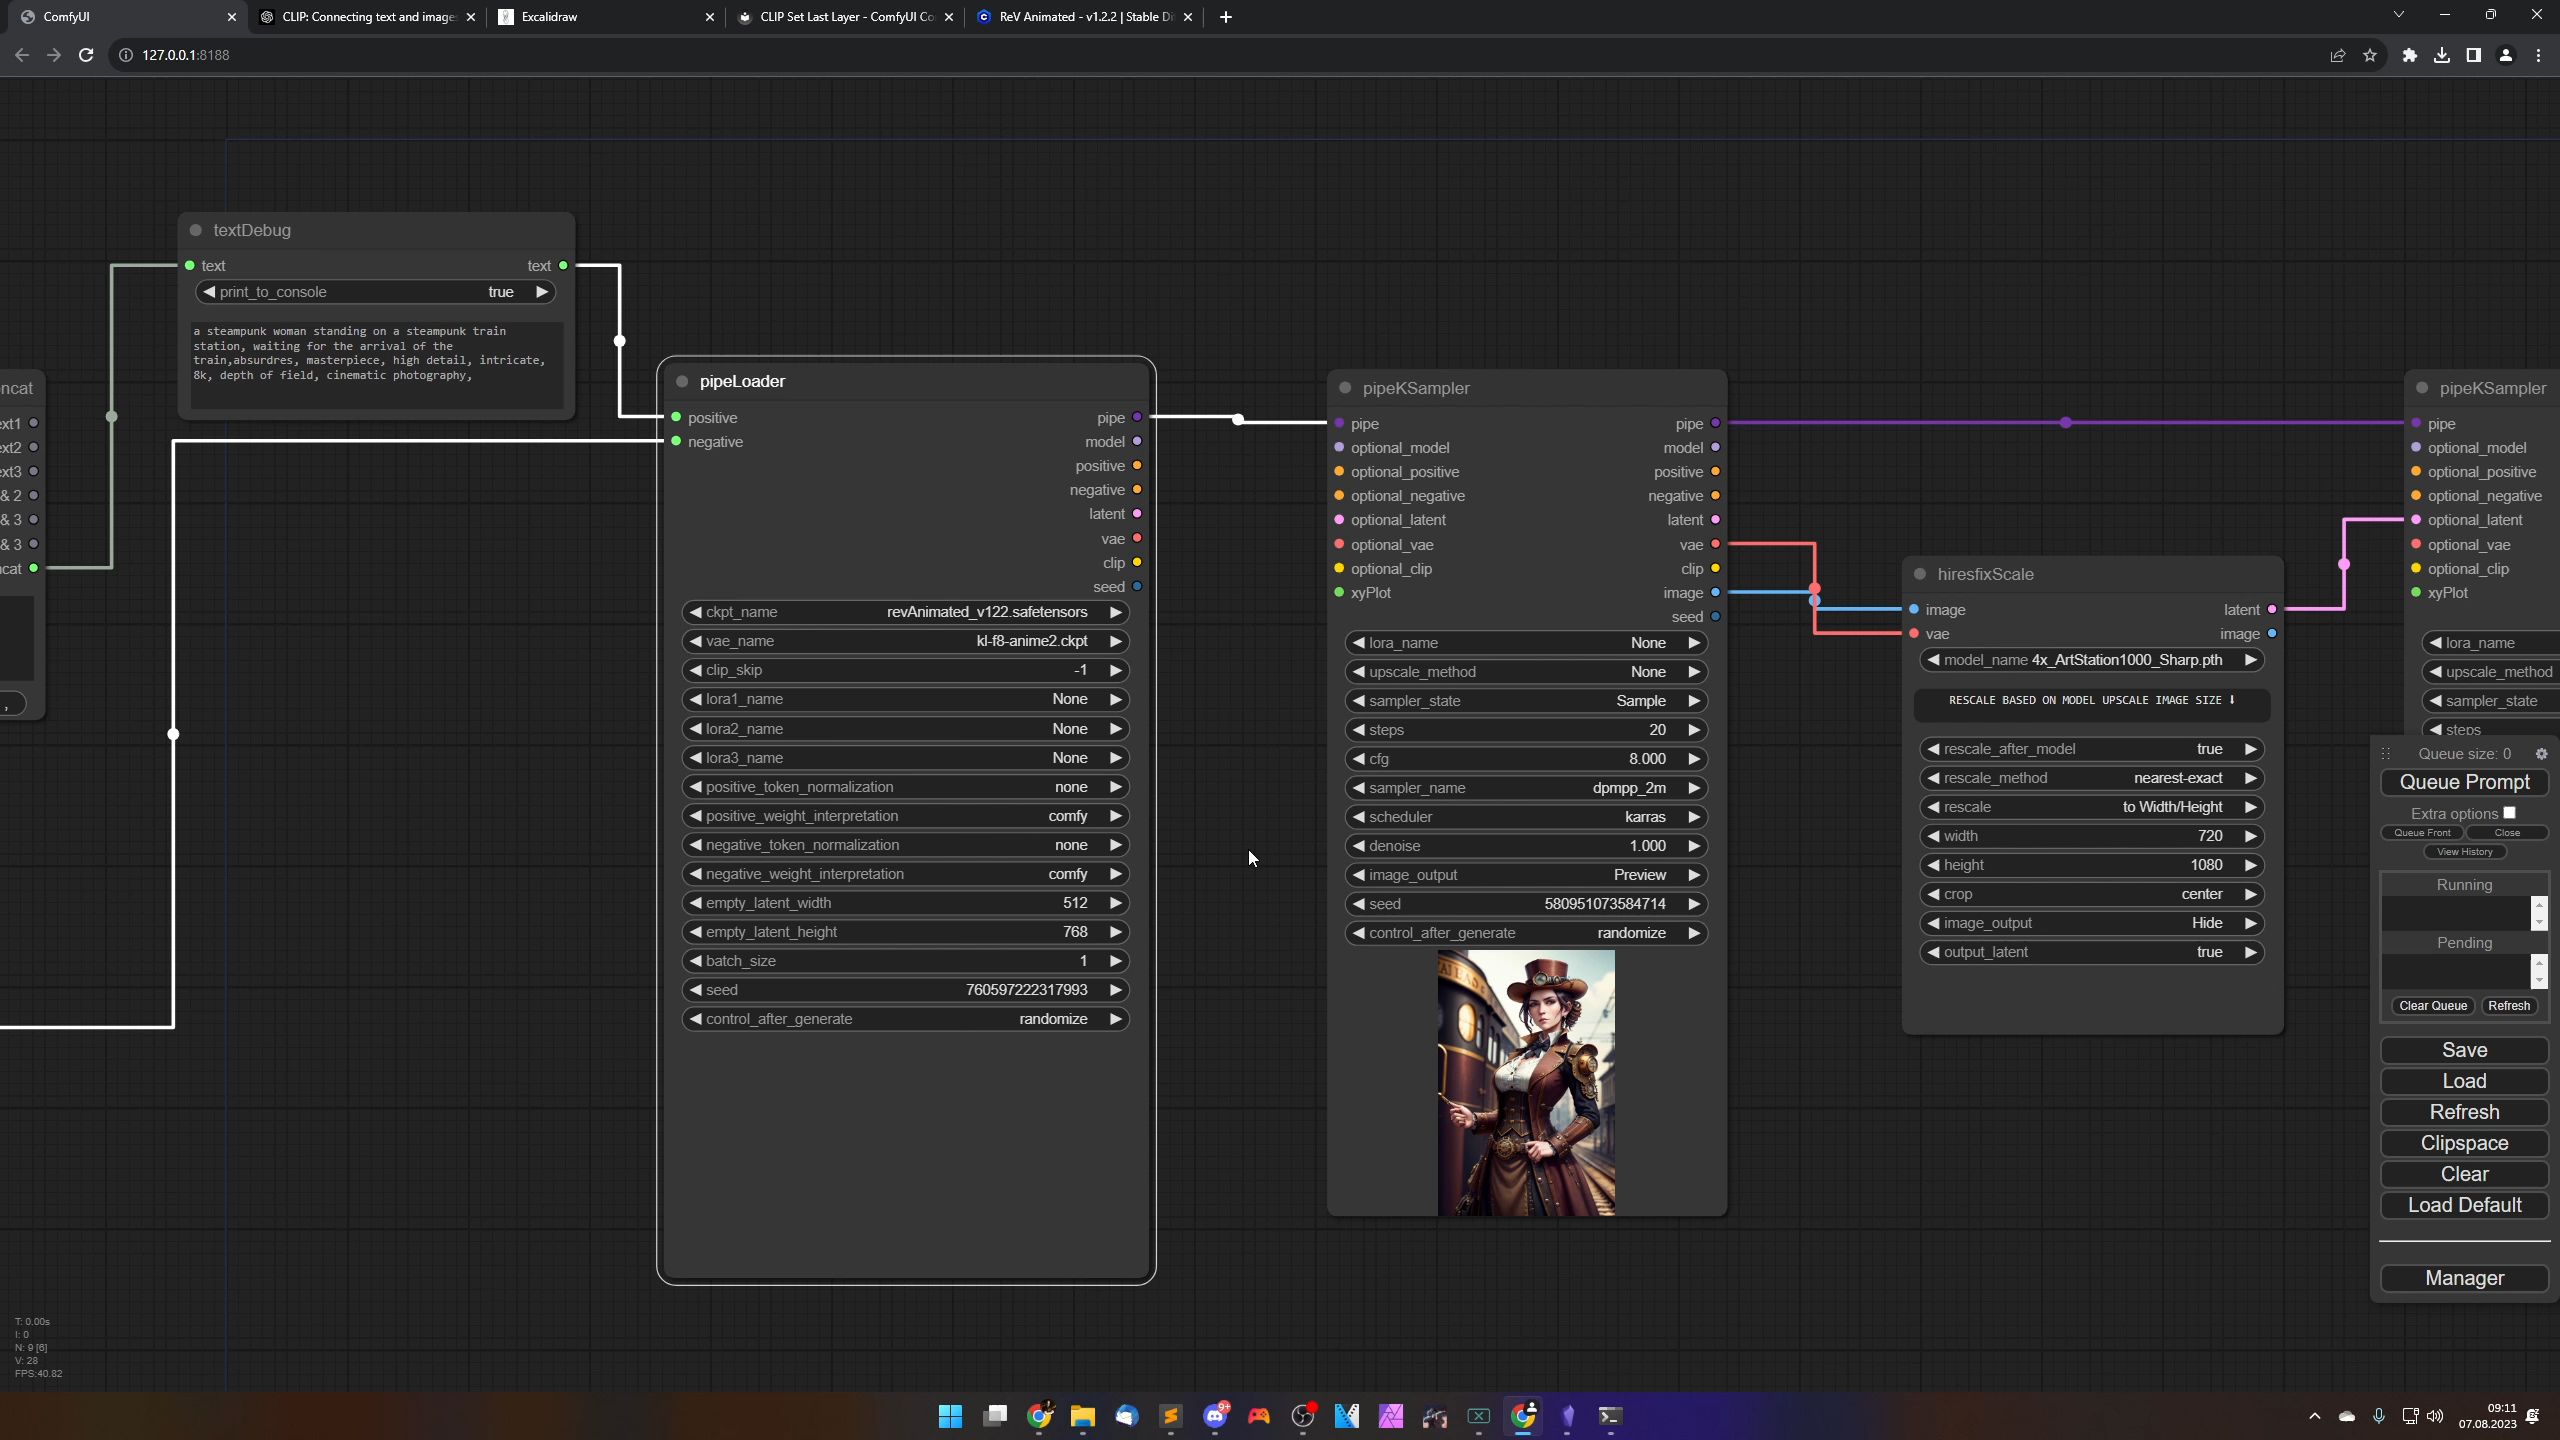 ComfyUI
CLIP: Connecting text and image
Excalidraw
CLIP Set Last Layer - ComfyUI Co
ReV Animated - v1.2.2 | Stable Di
127.0.0.1:8188
textDebug
text
text
print_to_console
true
a steampunk woman standing on a steampunk train
station, waiting for the arrival of the
train,absurdres, masterpiece, high detail, intricate,
8k, depth of field, cinematic photography,
ncat
ext1
ext2
ext3
& 2
& 3
& 3
ncat
,
pipeLoader
positive
pipe
negative
model
positive
negative
latent
vae
clip
seed
ckpt_name
revAnimated_v122.safetensors
vae_name
kl-f8-anime2.ckpt
clip_skip
-1
lora1_name
None
lora2_name
None
lora3_name
None
positive_token_normalization
none
positive_weight_interpretation
comfy
negative_token_normalization
none
negative_weight_interpretation
comfy
empty_latent_width
512
empty_latent_height
768
batch_size
1
seed
760597222317993
control_after_generate
randomize
pipeKSampler
pipe
pipe
optional_model
model
optional_positive
positive
optional_negative
negative
optional_latent
latent
optional_vae
vae
optional_clip
clip
xyPlot
image
seed
lora_name
None
upscale_method
None
sampler_state
Sample
steps
20
cfg
8.000
sampler_name
dpmpp_2m
scheduler
karras
denoise
1.000
image_output
Preview
seed
580951073584714
control_after_generate
randomize
hiresfixScale
image
latent
vae
image
model_name
4x_ArtStation1000_Sharp.pth
RESCALE BASED ON MODEL UPSCALE IMAGE SIZE ⬇
rescale_after_model
true
rescale_method
nearest-exact
rescale
to Width/Height
width
720
height
1080
crop
center
image_output
Hide
output_latent
true
pipeKSampler
pipe
optional_model
optional_positive
optional_negative
optional_latent
optional_vae
optional_clip
xyPlot
lora_name
upscale_method
sampler_state
steps
Queue size: 0
Queue Prompt
Extra options
Queue Front
Close
View History
Running
Pending
Clear Queue
Refresh
Save
Load
Refresh
Clipspace
Clear
Load Default
Manager
T: 0.00s
I: 0
N: 9 [6]
V: 28
FPS:40.82
9+
09:11
07.08.2023